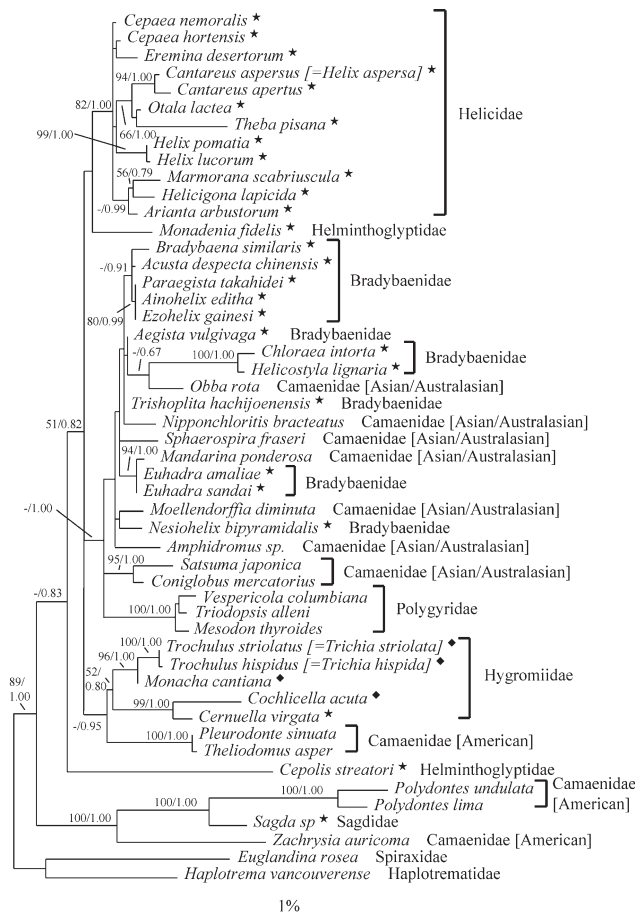 Cepaea nemoralis ★
Cepaea hortensis ★
Eremina desertorum ★
94/1.00 Cantareus aspersus [=Helix aspersa] ★
Cantareus apertus ★
82/1.00 Otala lactea ★ Helicidae
Theba pisana ★
99/1.00 66/1.00 Helix pomatia ★
Helix lucorum ★
56/0.79 Marmorana scabriuscula ★
Helicigona lapicida ★
-/0.99 Arianta arbustorum ★
Monadenia fidelis ★ Helminthoglyptidae
Bradybaena similaris ★
-/0.91 Acusta despecta chinensis ★
Paraegista takahidei ★ Bradybaenidae
Ainohelix editha ★
Ezohelix gainesi ★
80/0.99
Aegista vulgivaga ★ Bradybaenidae
-/0.67 100/1.00 Chloraea intorta ★ Bradybaenidae
Helicostyla lignaria ★
Obba rota Camaenidae [Asian/Australasian]
Trishoplita hachijoenensis ★ Bradybaenidae
51/0.82 Nipponchloritis bracteatus Camaenidae [Asian/Australasian]
Sphaerospira fraseri Camaenidae [Asian/Australasian]
94/1.00 Mandarina ponderosa Camaenidae [Asian/Australasian]
Euhadra amaliae ★ Bradybaenidae
Euhadra sandai ★
-/1.00 Moellendorffia diminuta Camaenidae [Asian/Australasian]
Nesiohelix bipyramidalis ★ Bradybaenidae
Amphidromus sp. Camaenidae [Asian/Australasian]
95/1.00 Satsuma japonica Camaenidae [Asian/Australasian]
Coniglobus mercatorius
-/0.83 Vespericola columbiana
100/1.00 Triodopsis alleni Polygyridae
Mesodon thyroides
100/1.00 Trochulus striolatus [=Trichia striolata] ◆
96/1.00 Trochulus hispidus [=Trichia hispida] ◆
52/0.80 Monacha cantiana ◆ Hygromiidae
89/1.00 99/1.00 Cochlicella acuta ◆
Cernuella virgata ★
-/0.95 100/1.00 Pleurodonte sinuata Camaenidae [American]
Theliodomus asper
Cepolis streatori ★ Helminthoglyptidae
100/1.00 Polydontes undulata Camaenidae
100/1.00 Polydontes lima [American]
100/1.00 Sagda sp ★ Sagdidae
Zachrysia auricoma Camaenidae [American]
Euglandina rosea Spiraxidae
Haplotrema vancouverense Haplotrematidae
1%